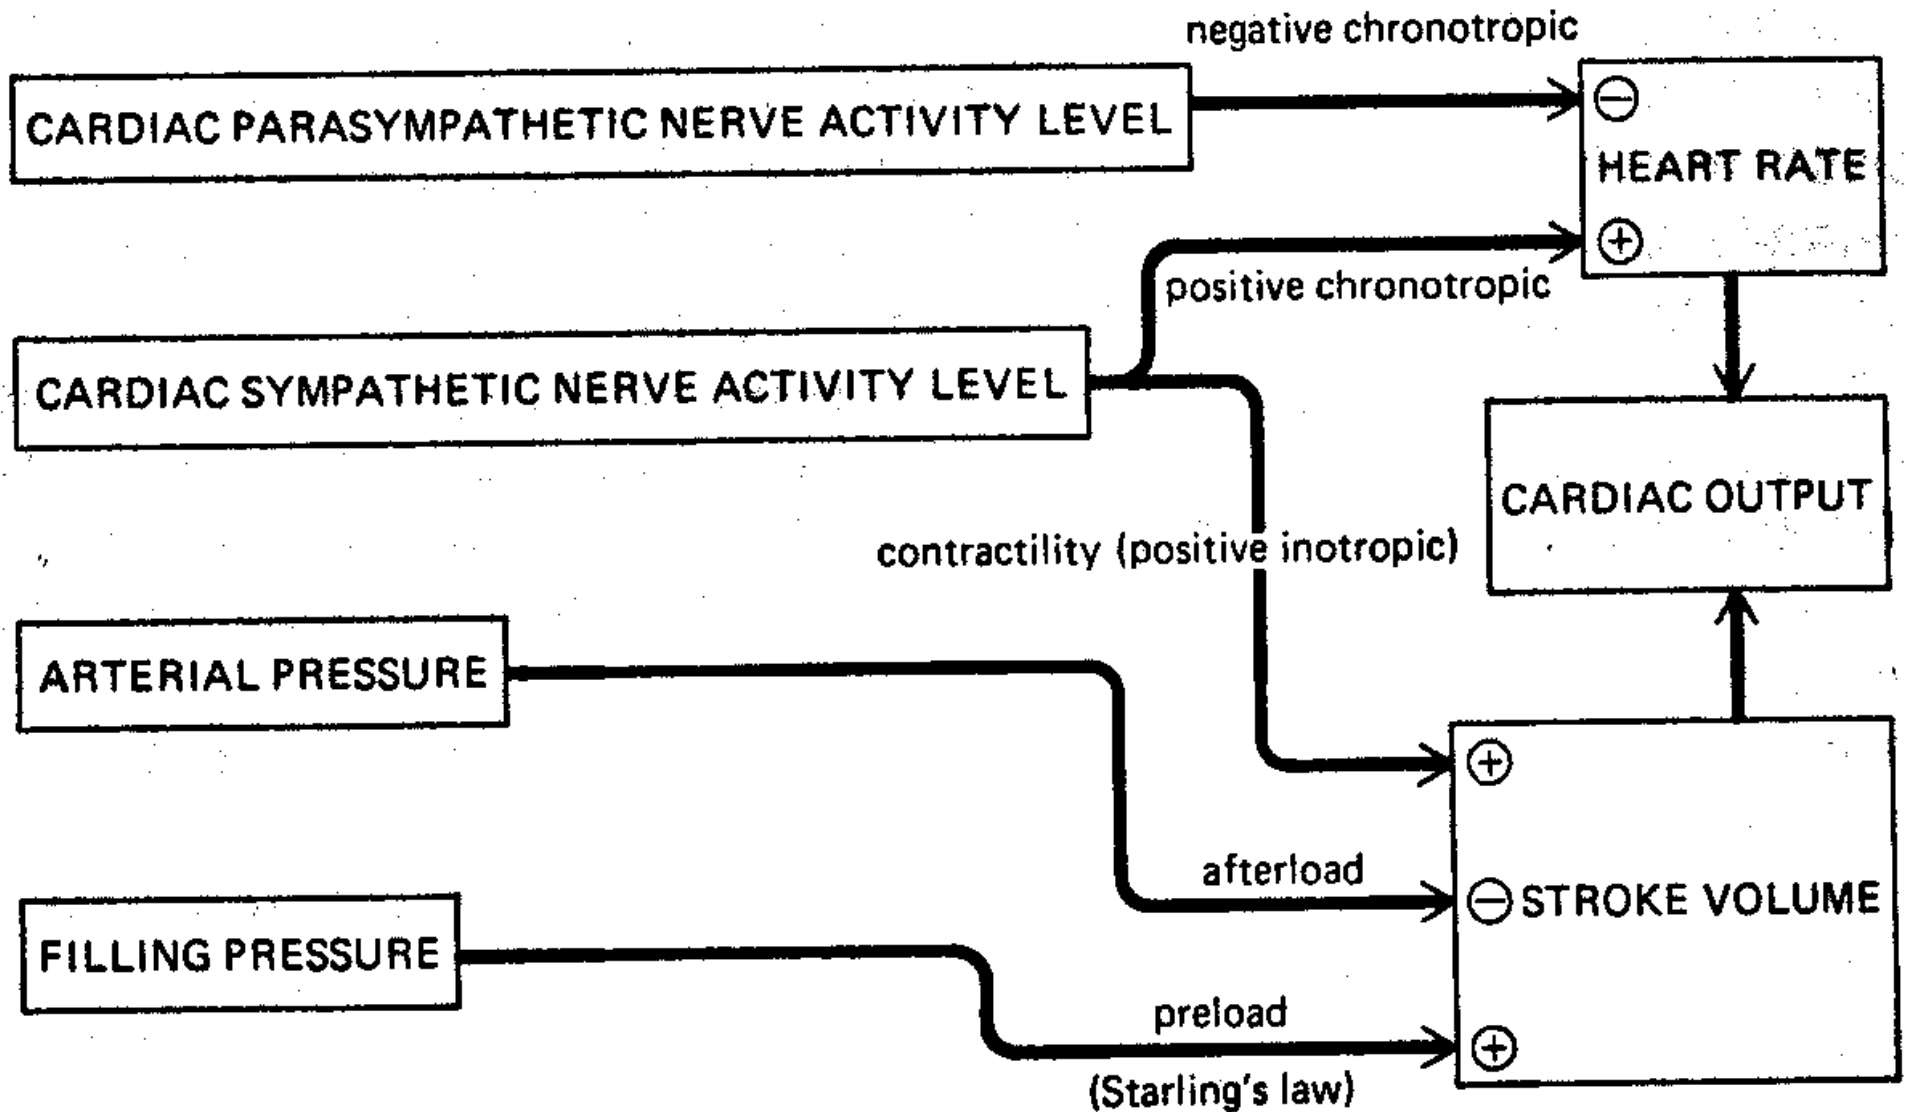 negative chronotropic
CARDIAC PARASYMPATHETIC NERVE ACTIVITY LEVEL
−
HEART RATE
+
positive chronotropic
CARDIAC SYMPATHETIC NERVE ACTIVITY LEVEL
CARDIAC OUTPUT
contractility (positive inotropic)
ARTERIAL PRESSURE
+
afterload
− STROKE VOLUME
FILLING PRESSURE
preload
+
(Starling's law)